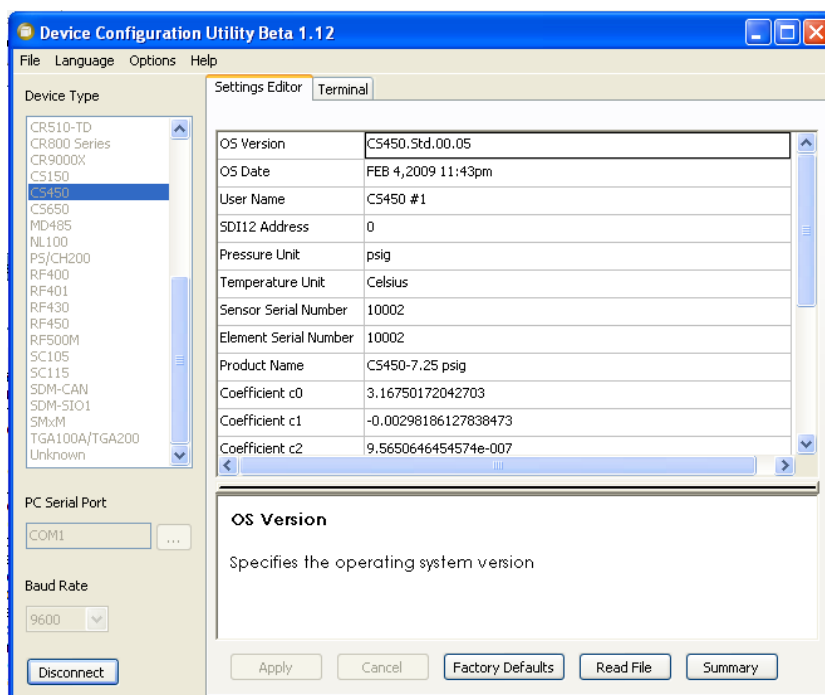 Device Configuration Utility Beta 1.12
File Language Options Help
Device Type
CR510-TD
CR800 Series
CR9000X
CS150
CS450
CS650
MD485
NL100
PS/CH200
RF400
RF401
RF430
RF450
RF500M
SC105
SC115
SDM-CAN
SDM-SIO1
SMxM
TGA100A/TGA200
Unknown
PC Serial Port
COM1 ...
Baud Rate
9600
Disconnect
Settings Editor Terminal
OS Version CS450.Std.00.05
OS Date FEB 4,2009 11:43pm
User Name CS450 #1
SDI12 Address 0
Pressure Unit psig
Temperature Unit Celsius
Sensor Serial Number 10002
Element Serial Number 10002
Product Name CS450-7.25 psig
Coefficient c0 3.16750172042703
Coefficient c1 -0.00298186127838473
Coefficient c2 9.5650646454574e-007
OS Version
Specifies the operating system version
Apply Cancel Factory Defaults Read File Summary